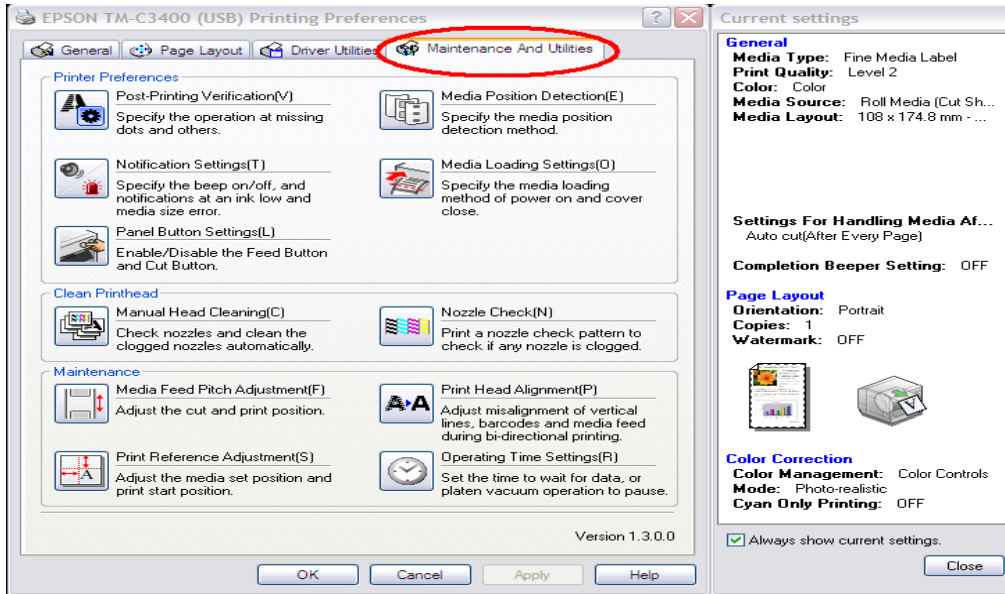 EPSON TM-C3400 (USB) Printing Preferences
General
Page Layout
Driver Utilities
Maintenance And Utilities
Printer Preferences
Post-Printing Verification(V)
Specify the operation at missing
dots and others.
Media Position Detection(E)
Specify the media position
detection method.
Notification Settings(T)
Specify the beep on/off, and
notifications at an ink low and
media size error.
Media Loading Settings(O)
Specify the media loading
method of power on and cover
close.
Panel Button Settings(L)
Enable/Disable the Feed Button
and Cut Button.
Clean Printhead
Manual Head Cleaning(C)
Check nozzles and clean the
clogged nozzles automatically.
Nozzle Check(N)
Print a nozzle check pattern to
check if any nozzle is clogged.
Maintenance
Media Feed Pitch Adjustment(F)
Adjust the cut and print position.
Print Head Alignment(P)
Adjust misalignment of vertical
lines, barcodes and media feed
during bi-directional printing.
Print Reference Adjustment(S)
Adjust the media set position and
print start position.
Operating Time Settings(R)
Set the time to wait for data, or
platen vacuum operation to pause.
Version 1.3.0.0
OK
Cancel
Apply
Help
Current settings
General
Media Type: Fine Media Label
Print Quality: Level 2
Color: Color
Media Source: Roll Media (Cut Sh...
Media Layout: 108 x 174.8 mm - ...
Settings For Handling Media Af...
Auto cut(After Every Page)
Completion Beeper Setting: OFF
Page Layout
Orientation: Portrait
Copies: 1
Watermark: OFF
Color Correction
Color Management: Color Controls
Mode: Photo-realistic
Cyan Only Printing: OFF
Always show current settings.
Close